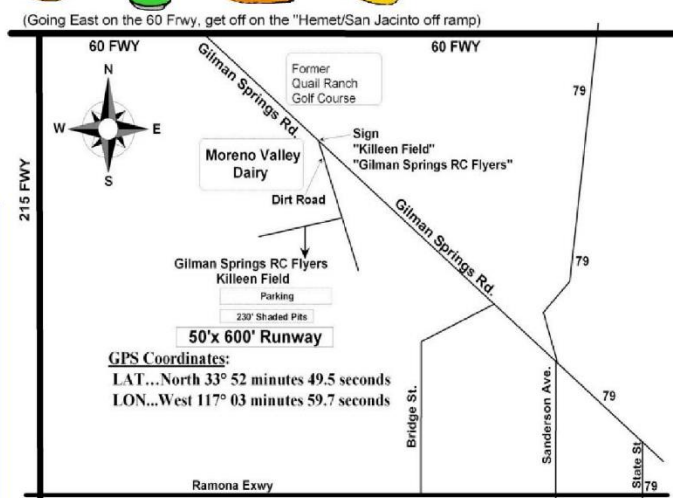 (Going East on the 60 Frwy, get off on the "Hemet/San Jacinto off ramp)
60 FWY
60 FWY
N
W
E
S
215 FWY
Gilman Springs Rd.
Former
Quail Ranch
Golf Course
79
Sign
"Killeen Field"
"Gilman Springs RC Flyers"
Moreno Valley
Dairy
Dirt Road
Gilman Springs Rd.
79
Gilman Springs RC Flyers
Killeen Field
Parking
230' Shaded Pits
50'x 600' Runway
GPS Coordinates:
LAT...North 33° 52 minutes 49.5 seconds
LON...West 117° 03 minutes 59.7 seconds
Bridge St.
Sanderson Ave.
79
State St
79
Ramona Exwy